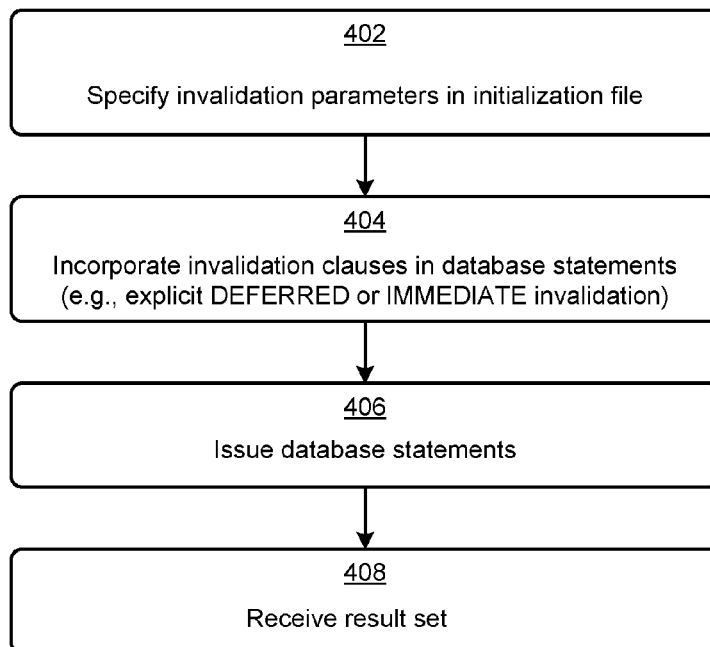 402
Specify invalidation parameters in initialization file
404
Incorporate invalidation clauses in database statements
(e.g., explicit DEFERRED or IMMEDIATE invalidation)
406
Issue database statements
408
Receive result set